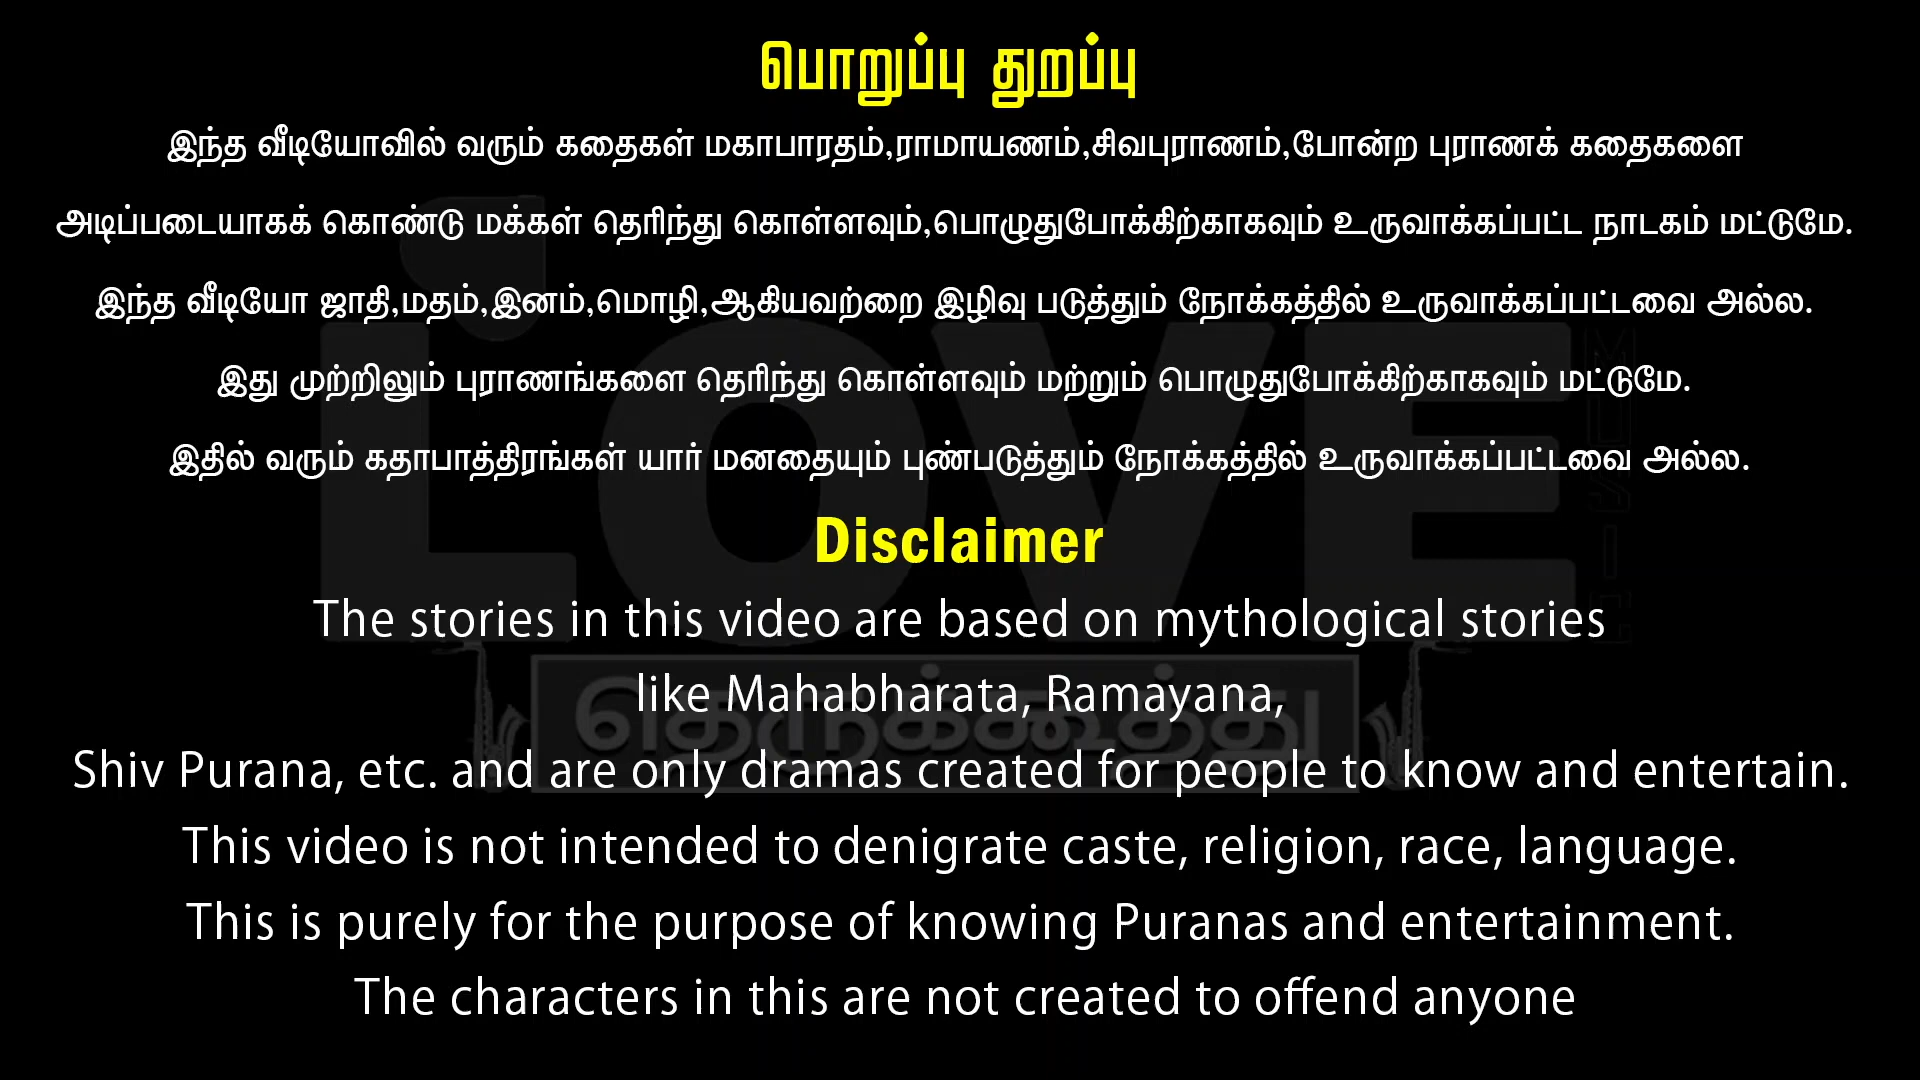 பொறுப்பு துறப்பு
இந்த வீடியோவில் வரும் கதைகள் மகாபாரதம்,ராமாயணம்,சிவபுராணம்,போன்ற புராணக் கதைகளை
அடிப்படையாகக் கொண்டு மக்கள் தெரிந்து கொள்ளவும்,பொழுதுபோக்கிற்காகவும் உருவாக்கப்பட்ட நாடகம் மட்டுமே.
இந்த வீடியோ ஜாதி,மதம்,இனம்,மொழி,ஆகியவற்றை இழிவு படுத்தும் நோக்கத்தில் உருவாக்கப்பட்டவை அல்ல.
இது முற்றிலும் புராணங்களை தெரிந்து கொள்ளவும் மற்றும் பொழுதுபோக்கிற்காகவும் மட்டுமே.
இதில் வரும் கதாபாத்திரங்கள் யார் மனதையும் புண்படுத்தும் நோக்கத்தில் உருவாக்கப்பட்டவை அல்ல.
LOVE
MUSIC
Disclaimer
The stories in this video are based on mythological stories
like Mahabharata, Ramayana,
தெருக்கூத்து
Shiv Purana, etc. and are only dramas created for people to know and entertain.
This video is not intended to denigrate caste, religion, race, language.
This is purely for the purpose of knowing Puranas and entertainment.
The characters in this are not created to offend anyone